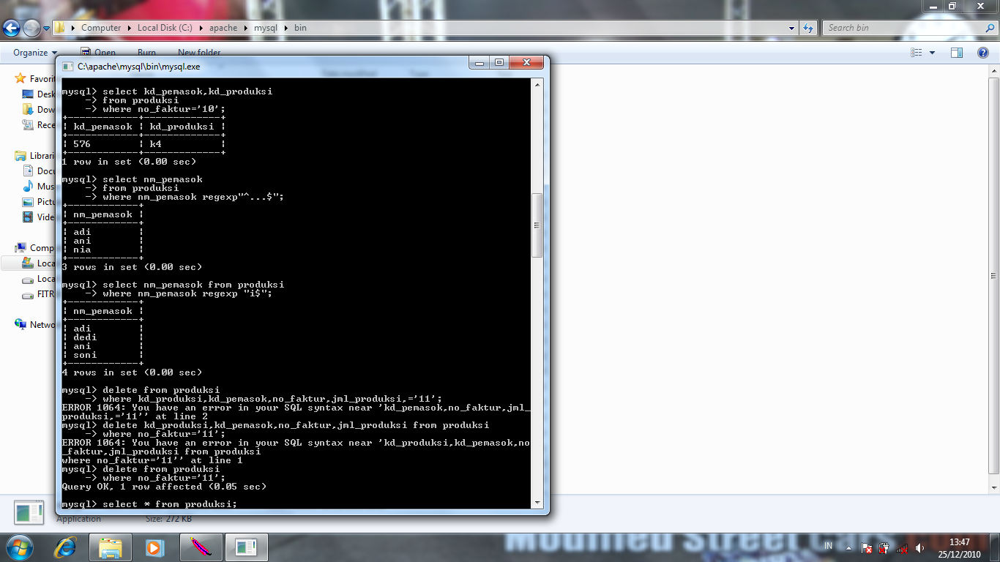 Computer
Local Disk (C:)
apache
mysql
bin
Search bin
Organize
Open
Burn
New folder
C:\apache\mysql\bin\mysql.exe
mysql> select kd_pemasok,kd_produksi
-> from produksi
-> where no_faktur='10';
+-------------+-------------+
| kd_pemasok | kd_produksi |
+-------------+-------------+
| 576 | k4 |
+-------------+-------------+
1 row in set (0.00 sec)
mysql> select nm_pemasok
-> from produksi
-> where nm_pemasok regexp"^...$";
+------------+
| nm_pemasok |
+------------+
| adi |
| ani |
| nia |
+------------+
3 rows in set (0.00 sec)
mysql> select nm_pemasok from produksi
-> where nm_pemasok regexp "i$";
+------------+
| nm_pemasok |
+------------+
| adi |
| dedi |
| ani |
| soni |
+------------+
4 rows in set (0.00 sec)
mysql> delete from produksi
-> where kd_produksi,kd_pemasok,no_faktur,jml_produksi,='11';
ERROR 1064: You have an error in your SQL syntax near 'kd_pemasok,no_faktur,jml_
produksi,='11'' at line 2
mysql> delete kd_produksi,kd_pemasok,no_faktur,jml_produksi from produksi
-> where no_faktur='11';
ERROR 1064: You have an error in your SQL syntax near 'kd_produksi,kd_pemasok,no
_faktur,jml_produksi from produksi
where no_faktur='11'' at line 1
mysql> delete from produksi
-> where no_faktur='11';
Query OK, 1 row affected (0.05 sec)
mysql> select * from produksi;
Favorit
Desk
Dow
Rece
Librari
Docu
Mus
Pictu
Vide
Comp
Loca
Loca
FITR
Netwo
Application
Size: 272 KB
Modified Street Cars
IN
13:47
25/12/2010